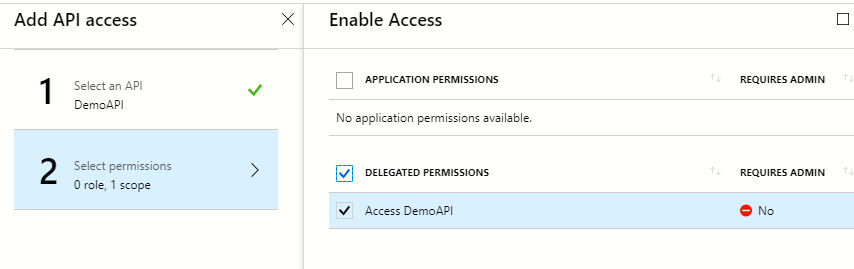 Add API access
1
Select an API
DemoAPI
2
Select permissions
0 role, 1 scope
Enable Access
APPLICATION PERMISSIONS REQUIRES ADMIN
No application permissions available.
DELEGATED PERMISSIONS REQUIRES ADMIN
Access DemoAPI No